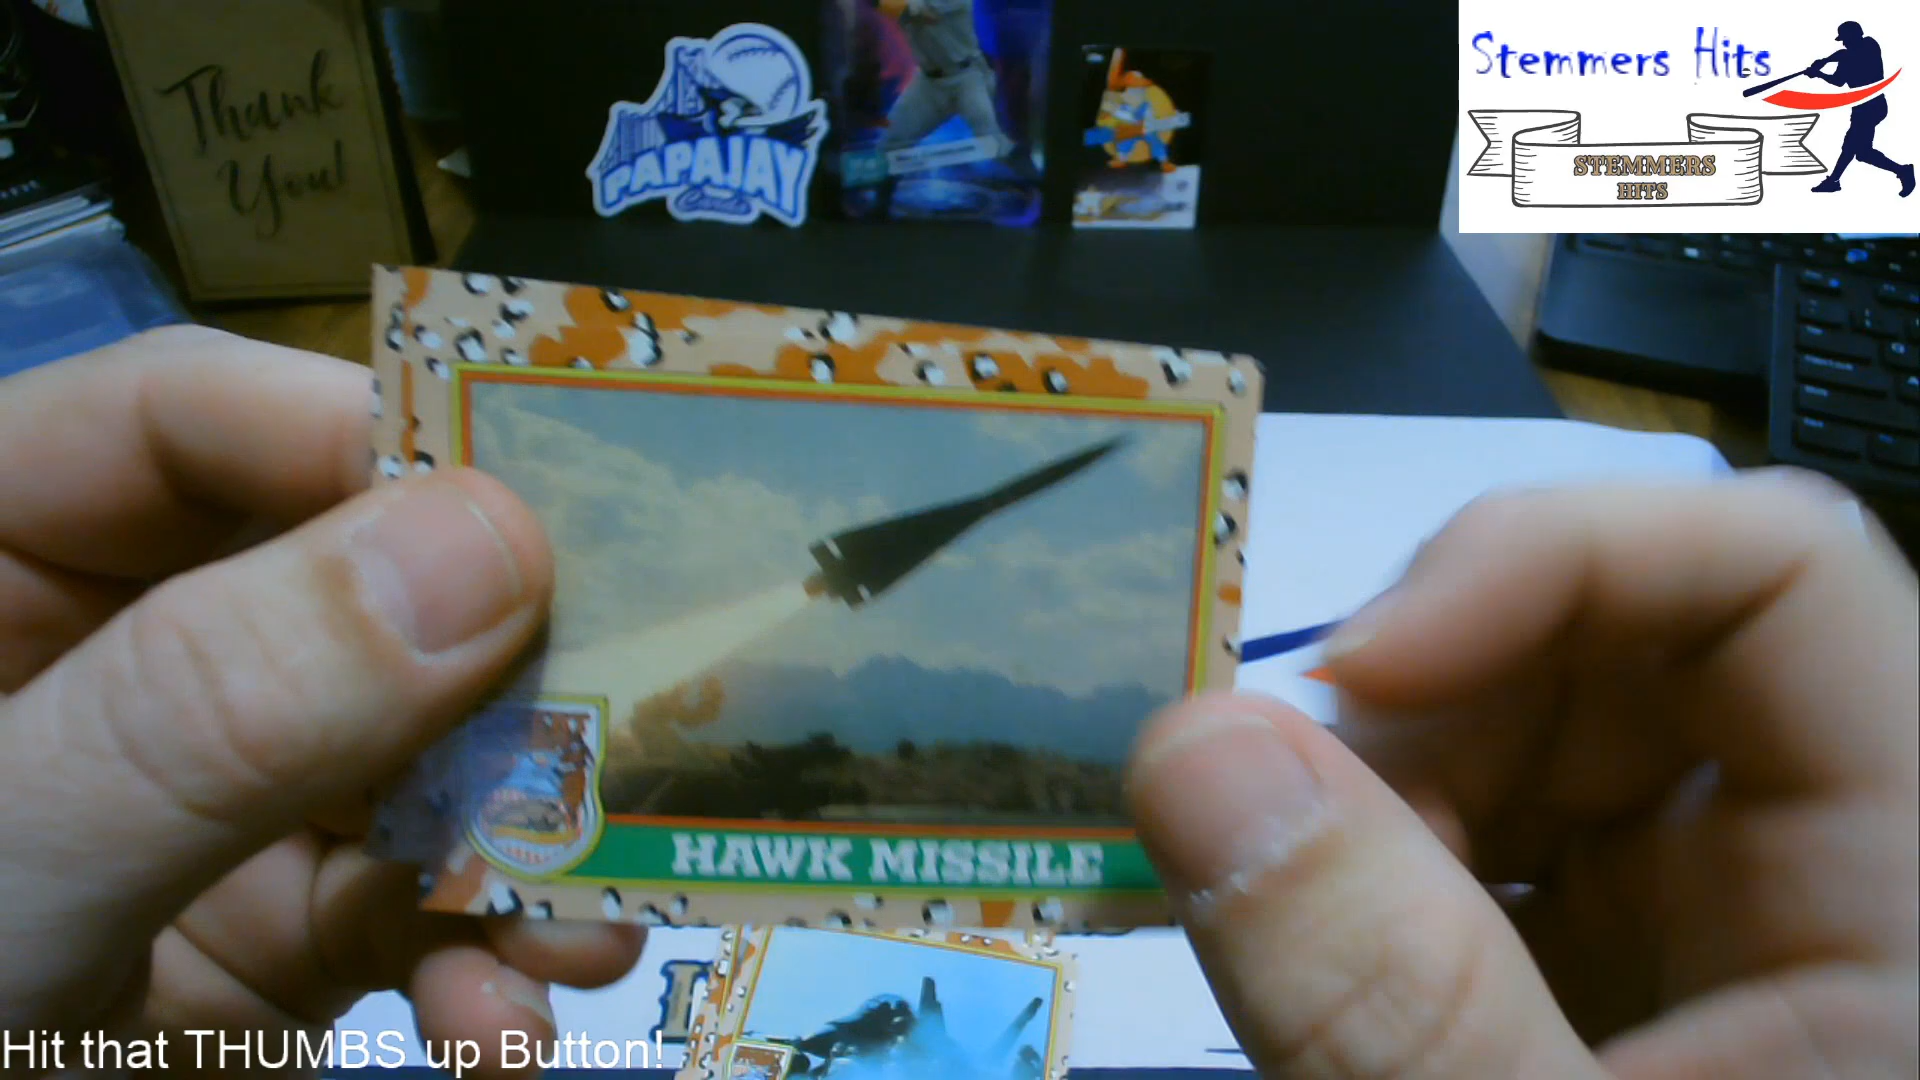 Thank
You!
PAPAJAY
Cards
Stemmers Hits
STEMMERS
HITS
HAWK MISSILE
Hit that THUMBS up Button!